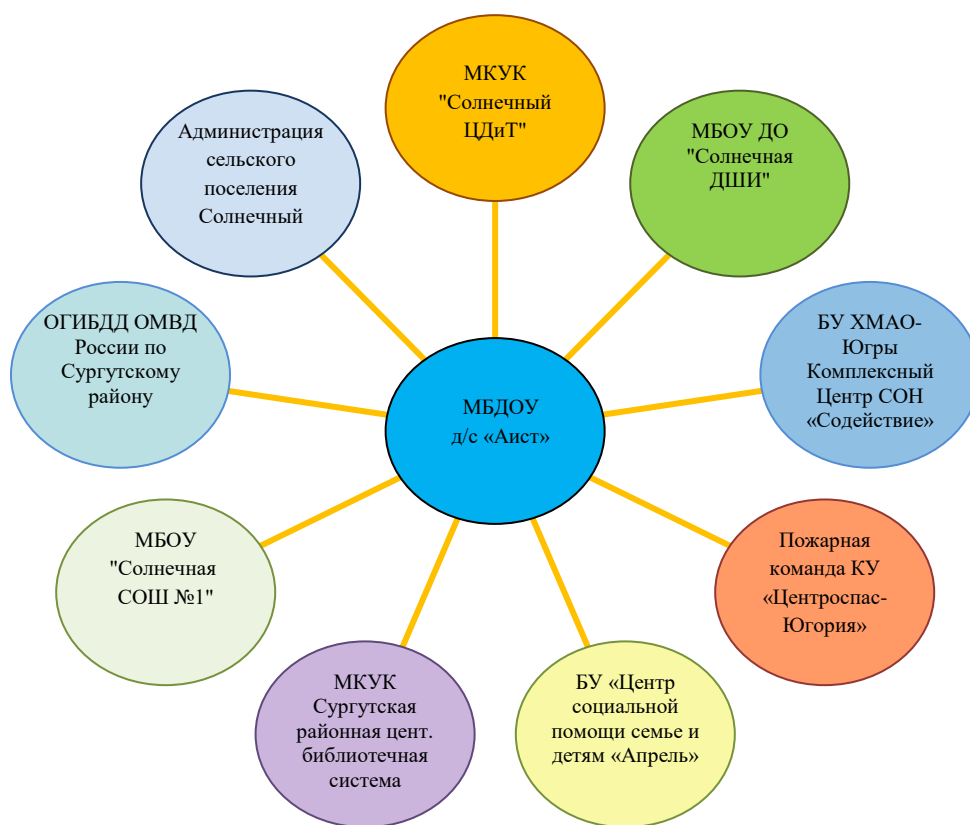 МКУК
"Солнечный
ЦДиТ"
МБОУ ДО
"Солнечная
ДШИ"
БУ ХМАО-
Югры
Комплексный
Центр СОН
«Содействие»
Пожарная
команда КУ
«Центроспас-
Югория»
БУ «Центр
социальной
помощи семье и
детям «Апрель»
МКУК
Сургутская
районная цент.
библиотечная
система
МБОУ
"Солнечная
СОШ №1"
ОГИБДД ОМВД
России по
Сургутскому
району
Администрация
сельского
поселения
Солнечный
МБДОУ
д/с «Аист»